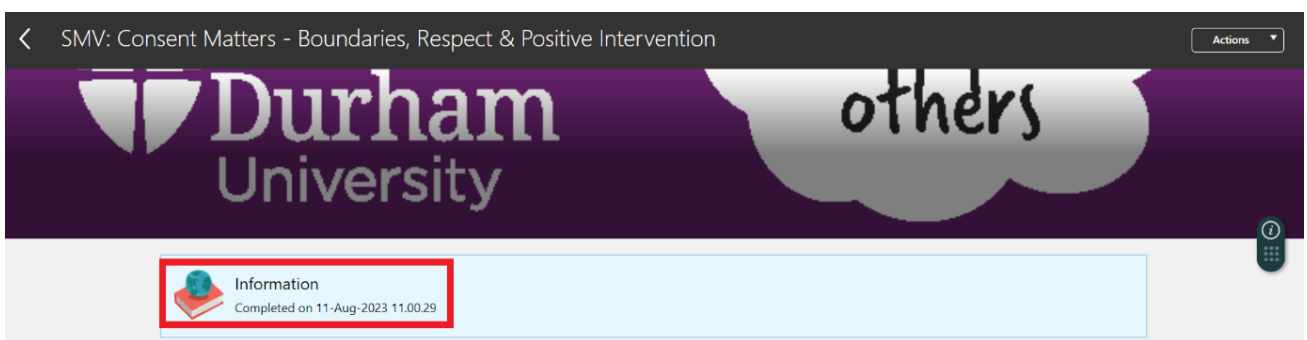 SMV: Consent Matters - Boundaries, Respect & Positive Intervention
Actions
Durham
University
others
Information
Completed on 11-Aug-2023 11.00.29